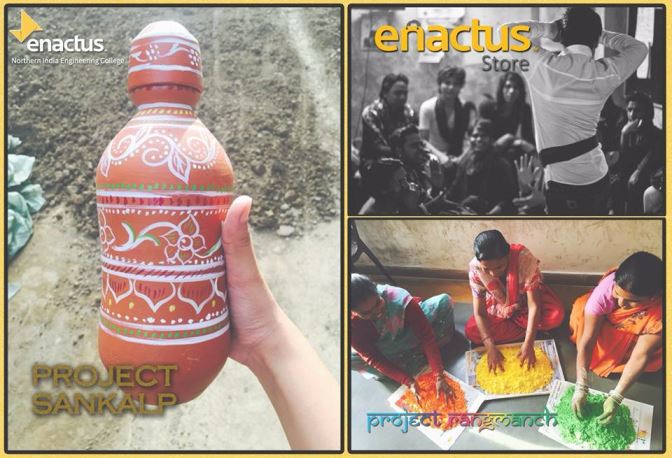 enactus
Northern India Engineering College
PROJECT
SANKALP
enactus
Store
project rangmanch